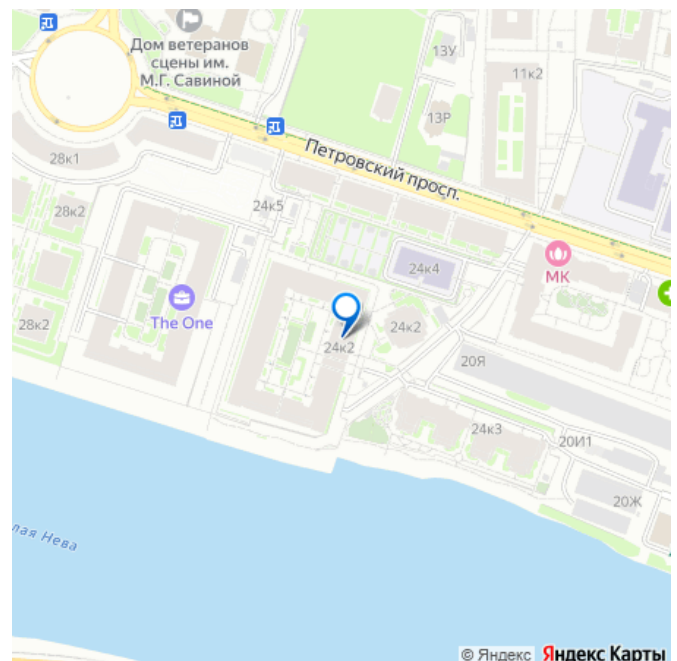 Дом ветеранов
сцены им.
М.Г. Савиной
13У
11к2
13Р
Петровский просп.
28к1
28к2
24к5
24к4
МК
The One
28к2
24к2
24к2
20Я
24к3
20И1
20Ж
лая Нева
© Яндекс Яндекс Карты